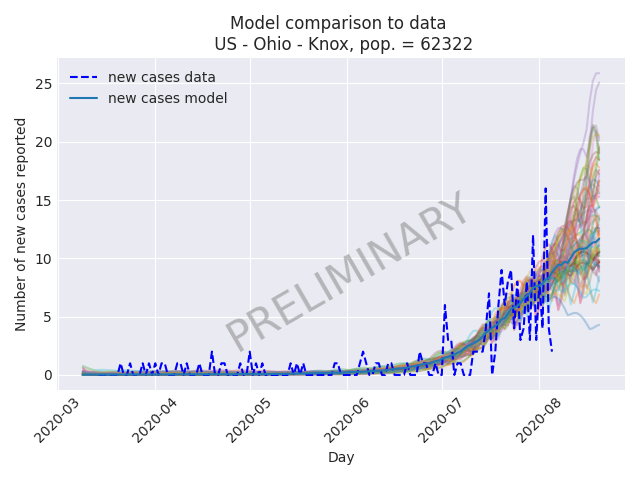 Model comparison to data
US - Ohio - Knox, pop. = 62322
new cases data
new cases model
Number of new cases reported
25
20
15
10
5
0
PRELIMINARY
2020-03
2020-04
2020-05
2020-06
2020-07
2020-08
Day